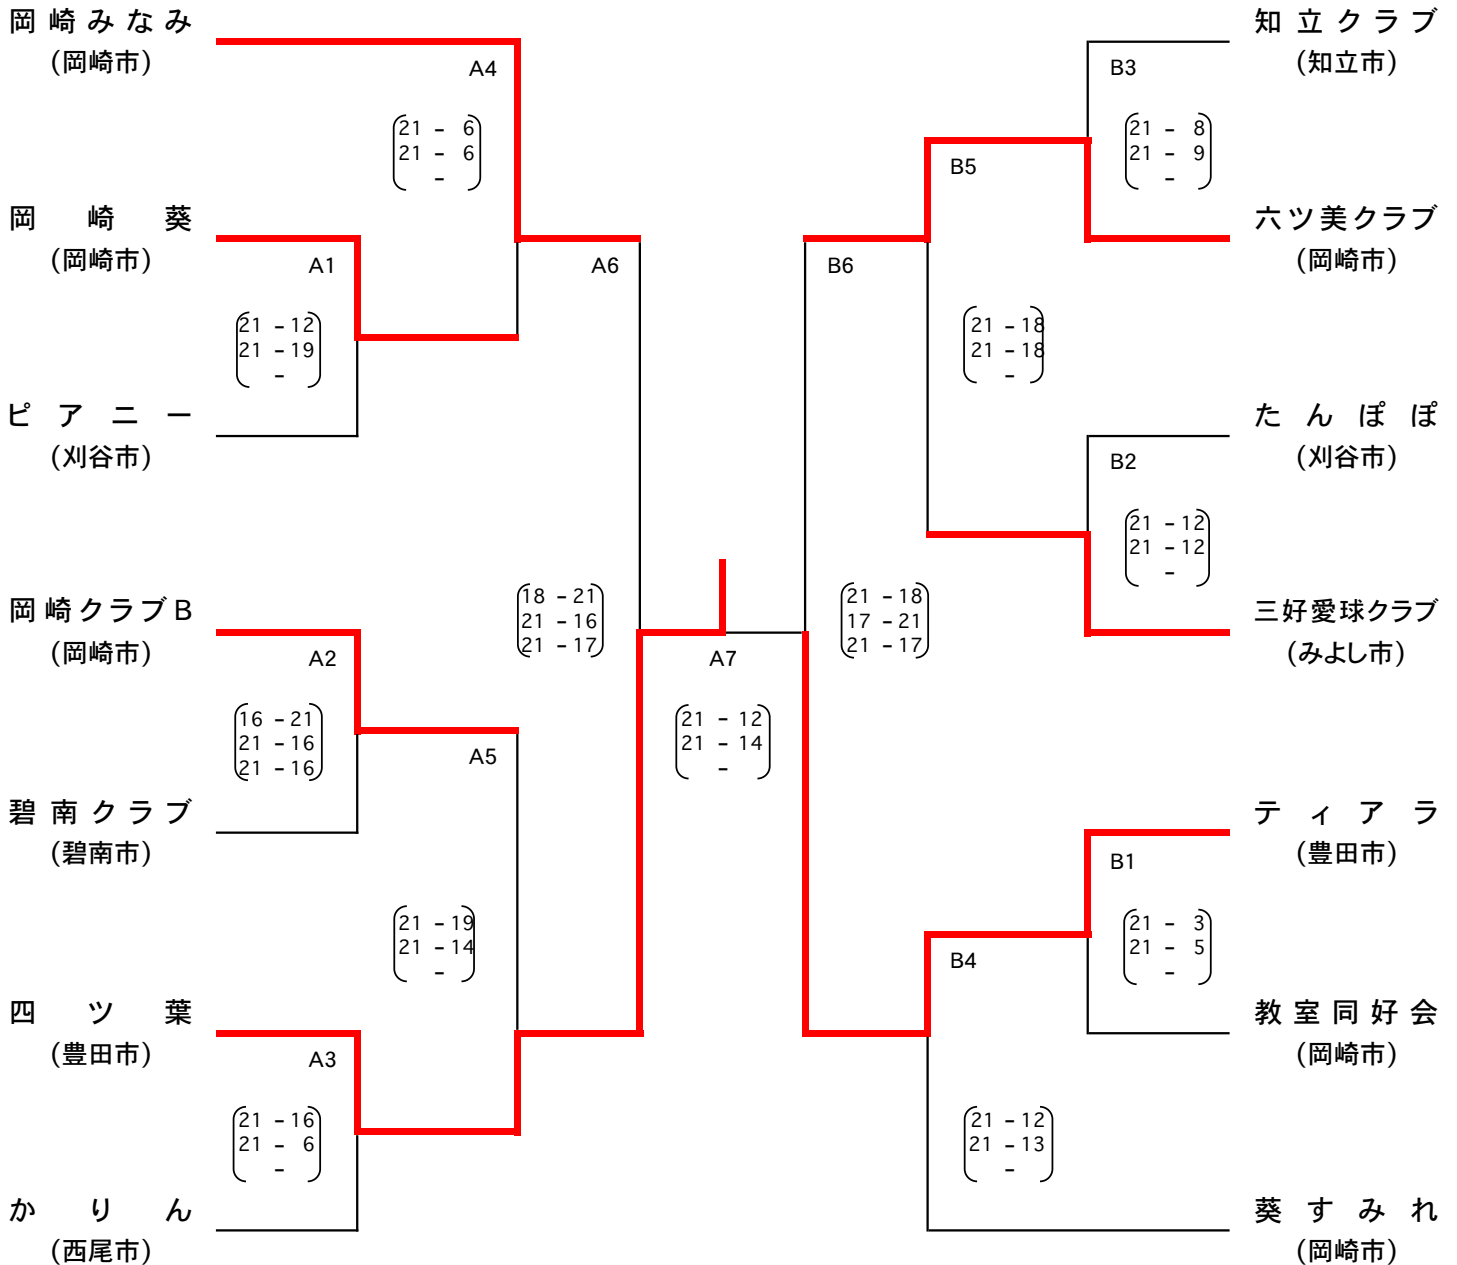 岡崎みなみ
(岡崎市)
A4
21 - 6
21 - 6
-
岡崎葵
(岡崎市)
A1
21 - 12
21 - 19
-
A6
ピアニー
(刈谷市)
岡崎クラブB
(岡崎市)
A2
16 - 21
21 - 16
21 - 16
18 - 21
21 - 16
21 - 17
A5
碧南クラブ
(碧南市)
21 - 19
21 - 14
-
四ツ葉
(豊田市)
A3
21 - 16
21 - 6
-
かりん
(西尾市)
A7
21 - 12
21 - 14
-
知立クラブ
(知立市)
B3
21 - 8
21 - 9
-
B5
六ツ美クラブ
(岡崎市)
B6
21 - 18
21 - 18
-
たんぽぽ
(刈谷市)
B2
21 - 12
21 - 12
-
21 - 18
17 - 21
21 - 17
三好愛球クラブ
(みよし市)
ティアラ
(豊田市)
B1
21 - 3
21 - 5
-
B4
教室同好会
(岡崎市)
21 - 12
21 - 13
-
葵すみれ
(岡崎市)